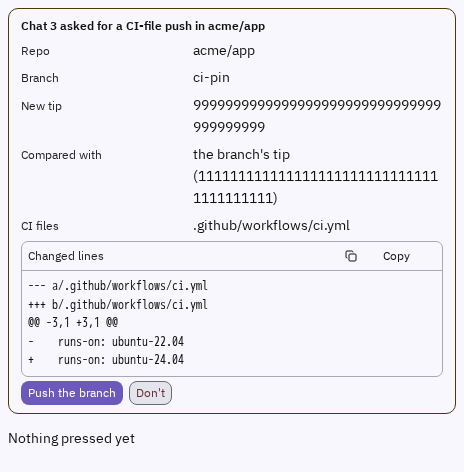 Chat 3 asked for a CI-file push in acme/app
Repo acme/app
Branch ci-pin
New tip 9999999999999999999999999999999
999999999
Compared with the branch's tip
(1111111111111111111111111111111
1111111111)
CI files .github/workflows/ci.yml
Changed lines Copy
--- a/.github/workflows/ci.yml
+++ b/.github/workflows/ci.yml
@@ -3,1 +3,1 @@
-    runs-on: ubuntu-22.04
+    runs-on: ubuntu-24.04
Push the branch Don't
Nothing pressed yet